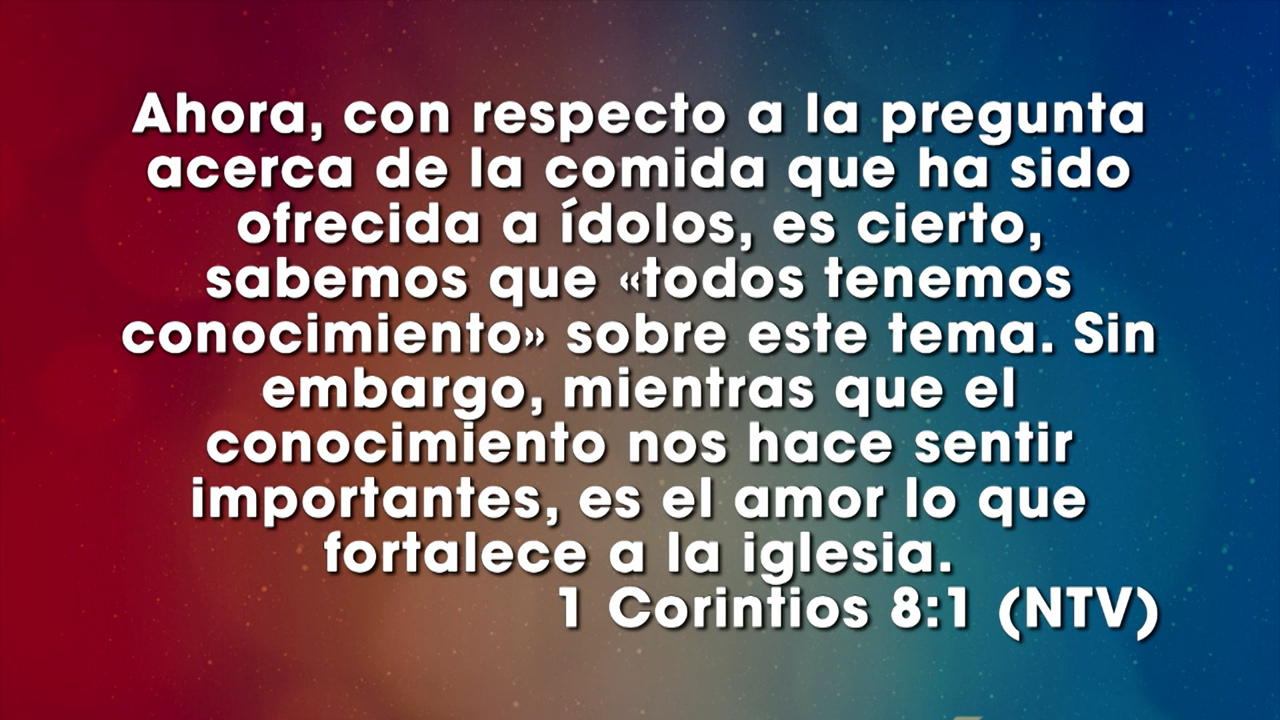 Ahora, con respecto a la pregunta
acerca de la comida que ha sido
ofrecida a ídolos, es cierto,
sabemos que «todos tenemos
conocimiento» sobre este tema. Sin
embargo, mientras que el
conocimiento nos hace sentir
importantes, es el amor lo que
fortalece a la iglesia.
1 Corintios 8:1 (NTV)